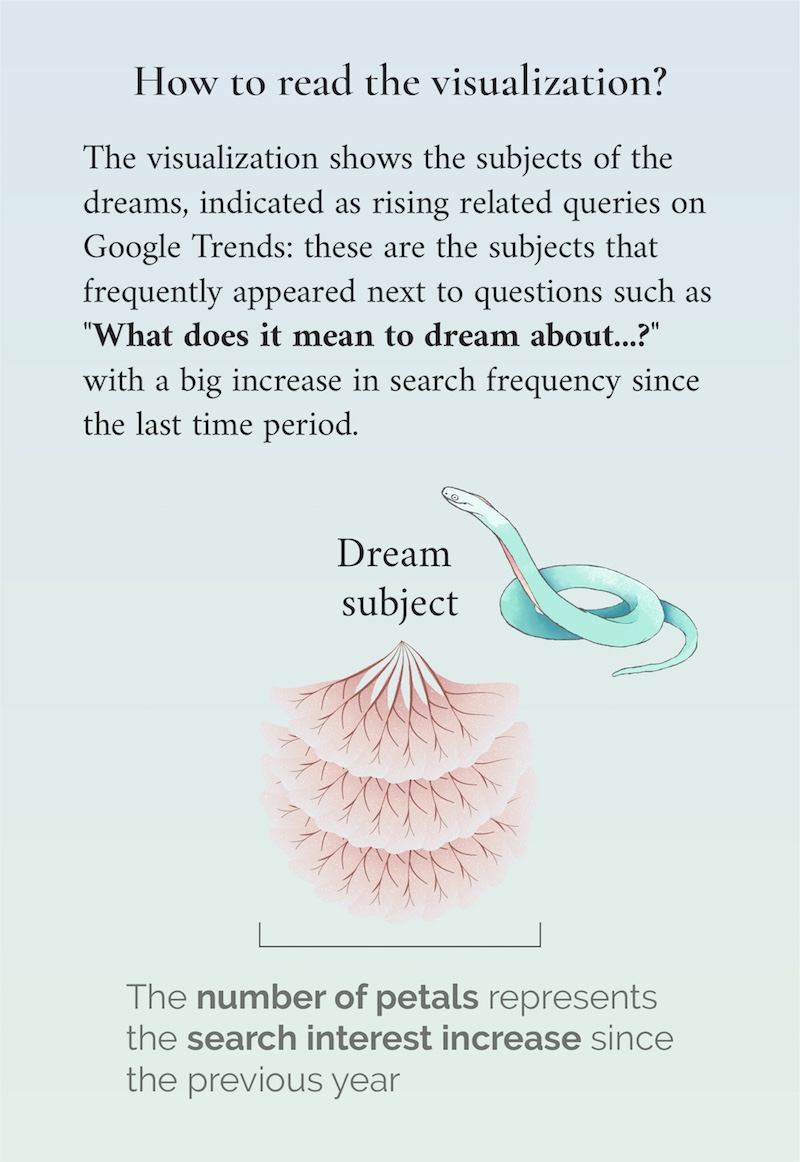 How to read the visualization?
The visualization shows the subjects of the
dreams, indicated as rising related queries on
Google Trends: these are the subjects that
frequently appeared next to questions such as
"What does it mean to dream about...?"
with a big increase in search frequency since
the last time period.
Dream
subject
The number of petals represents
the search interest increase since
the previous year